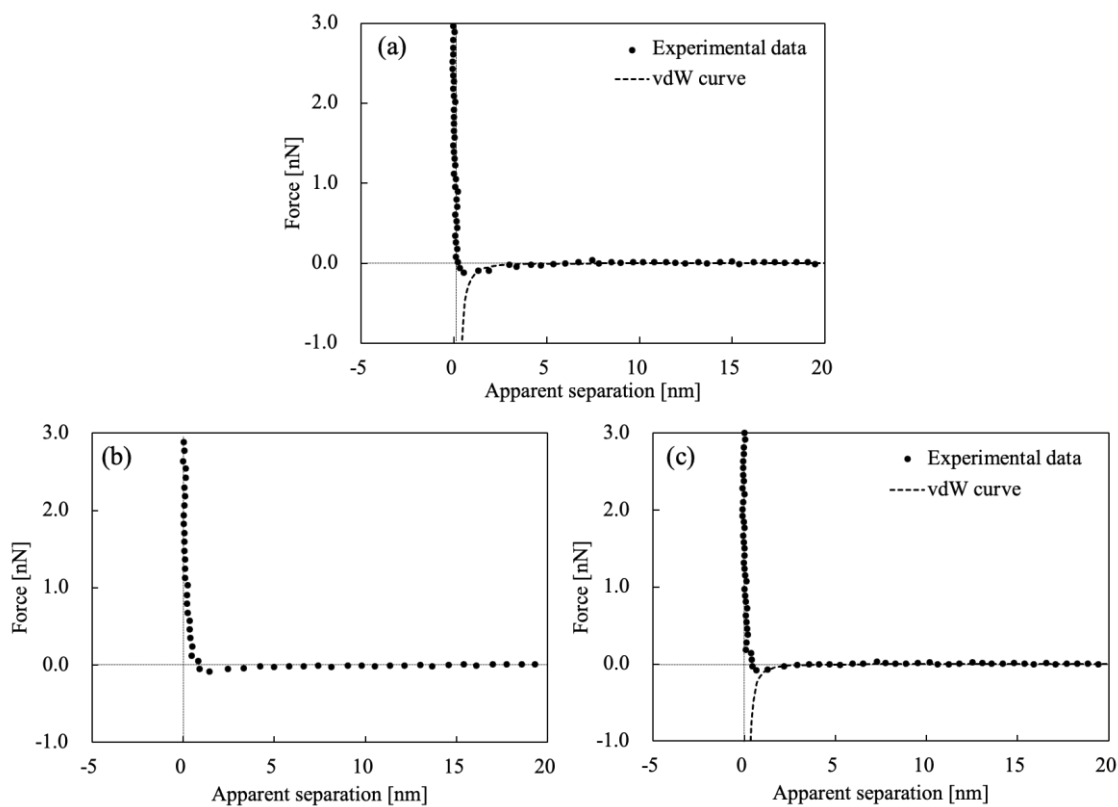 3.0
(a)
Experimental data
vdW curve
2.0
Force [nN]
1.0
0.0
-1.0
-5 0 5 10 15 20
Apparent separation [nm]
3.0
(b)
2.0
Force [nN]
1.0
0.0
-1.0
-5 0 5 10 15 20
Apparent separation [nm]
3.0
(c)
Experimental data
vdW curve
2.0
Force [nN]
1.0
0.0
-1.0
-5 0 5 10 15 20
Apparent separation [nm]